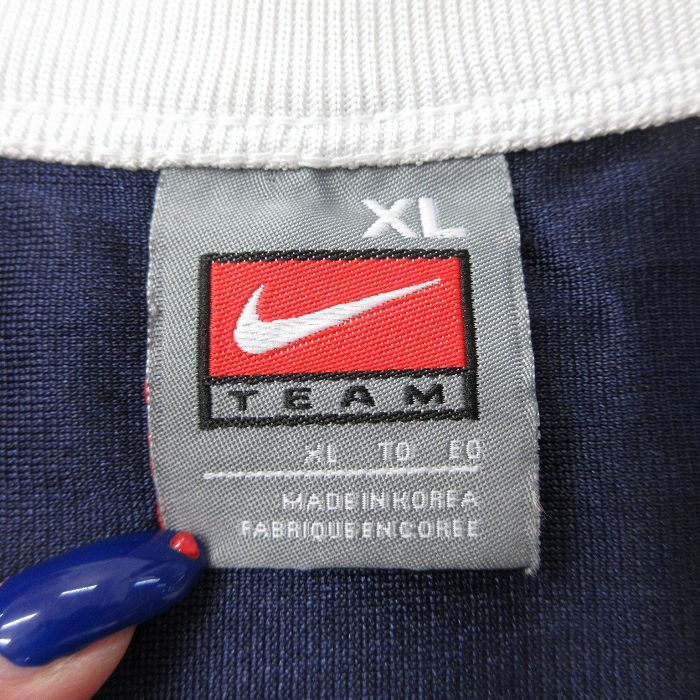 XL
TEAM
XL TG EG
MADE IN KOREA
FABRIQUE EN COREE